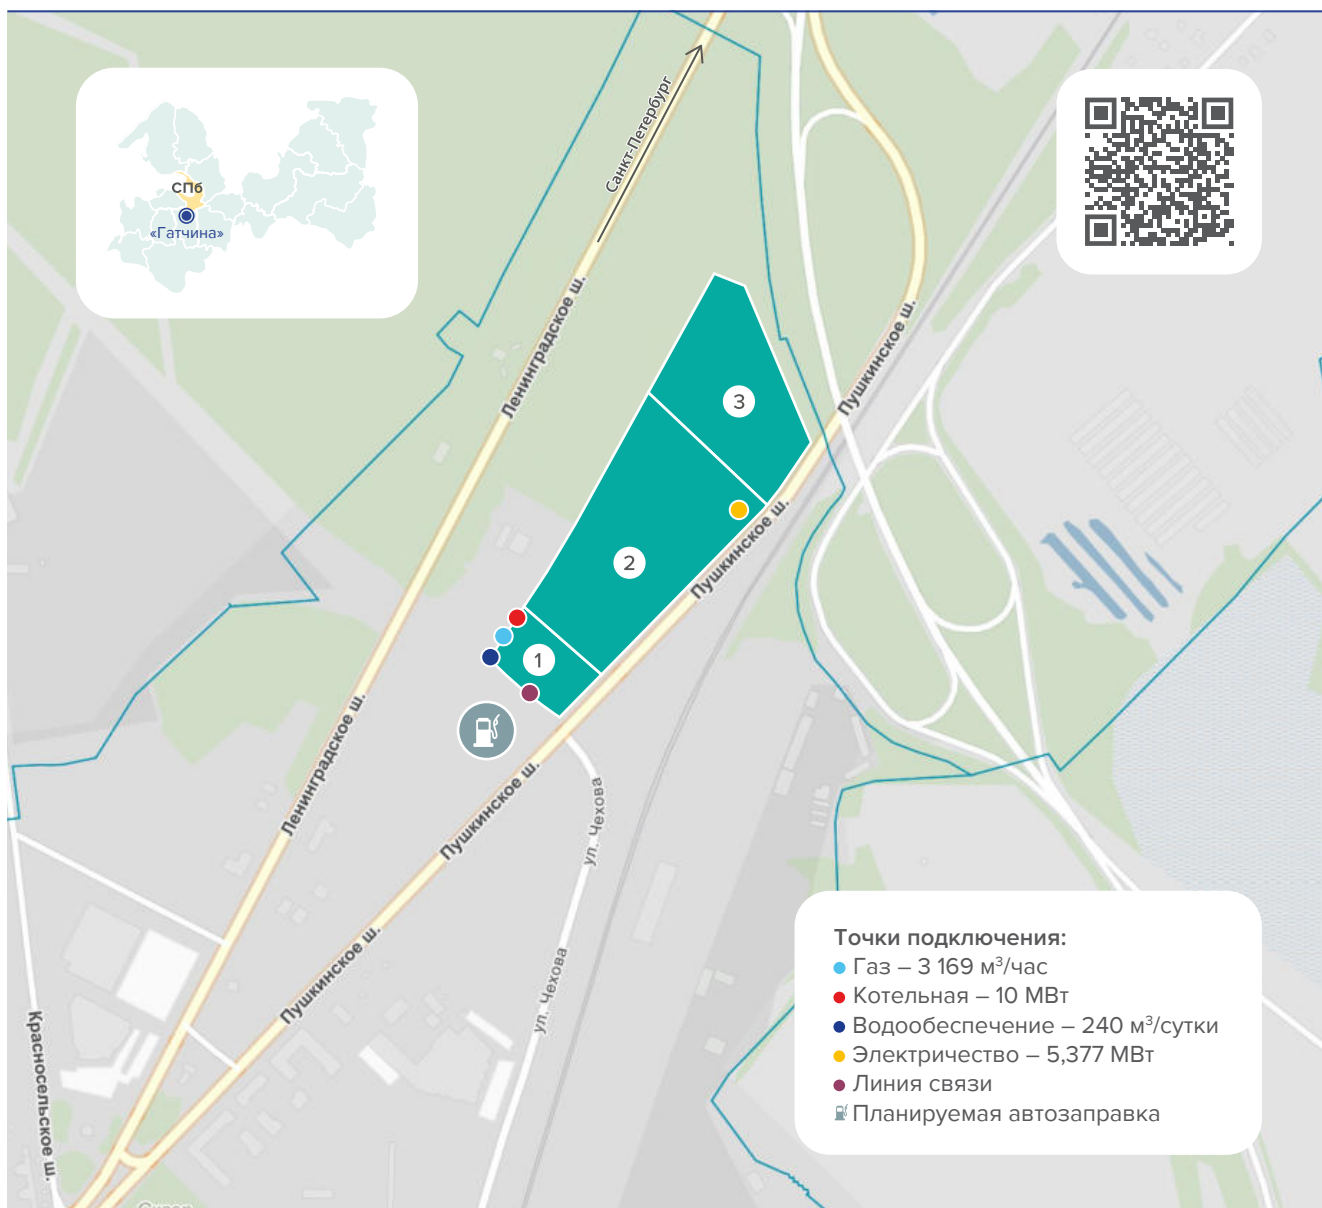 Санкт-Петербург
СПб
«Гатчина»
Ленинградское ш.
Пушкинское ш.
3
2
Пушкинское ш.
1
Ленинградское ш.
Пушкинское ш.
ул. Чехова
Пушкинское ш.
ул. Чехова
Красносельское ш.
Точки подключения:
Газ – 3 169 м³/час
Котельная – 10 МВт
Водообеспечение – 240 м³/сутки
Электричество – 5,377 МВт
Линия связи
Планируемая автозаправка